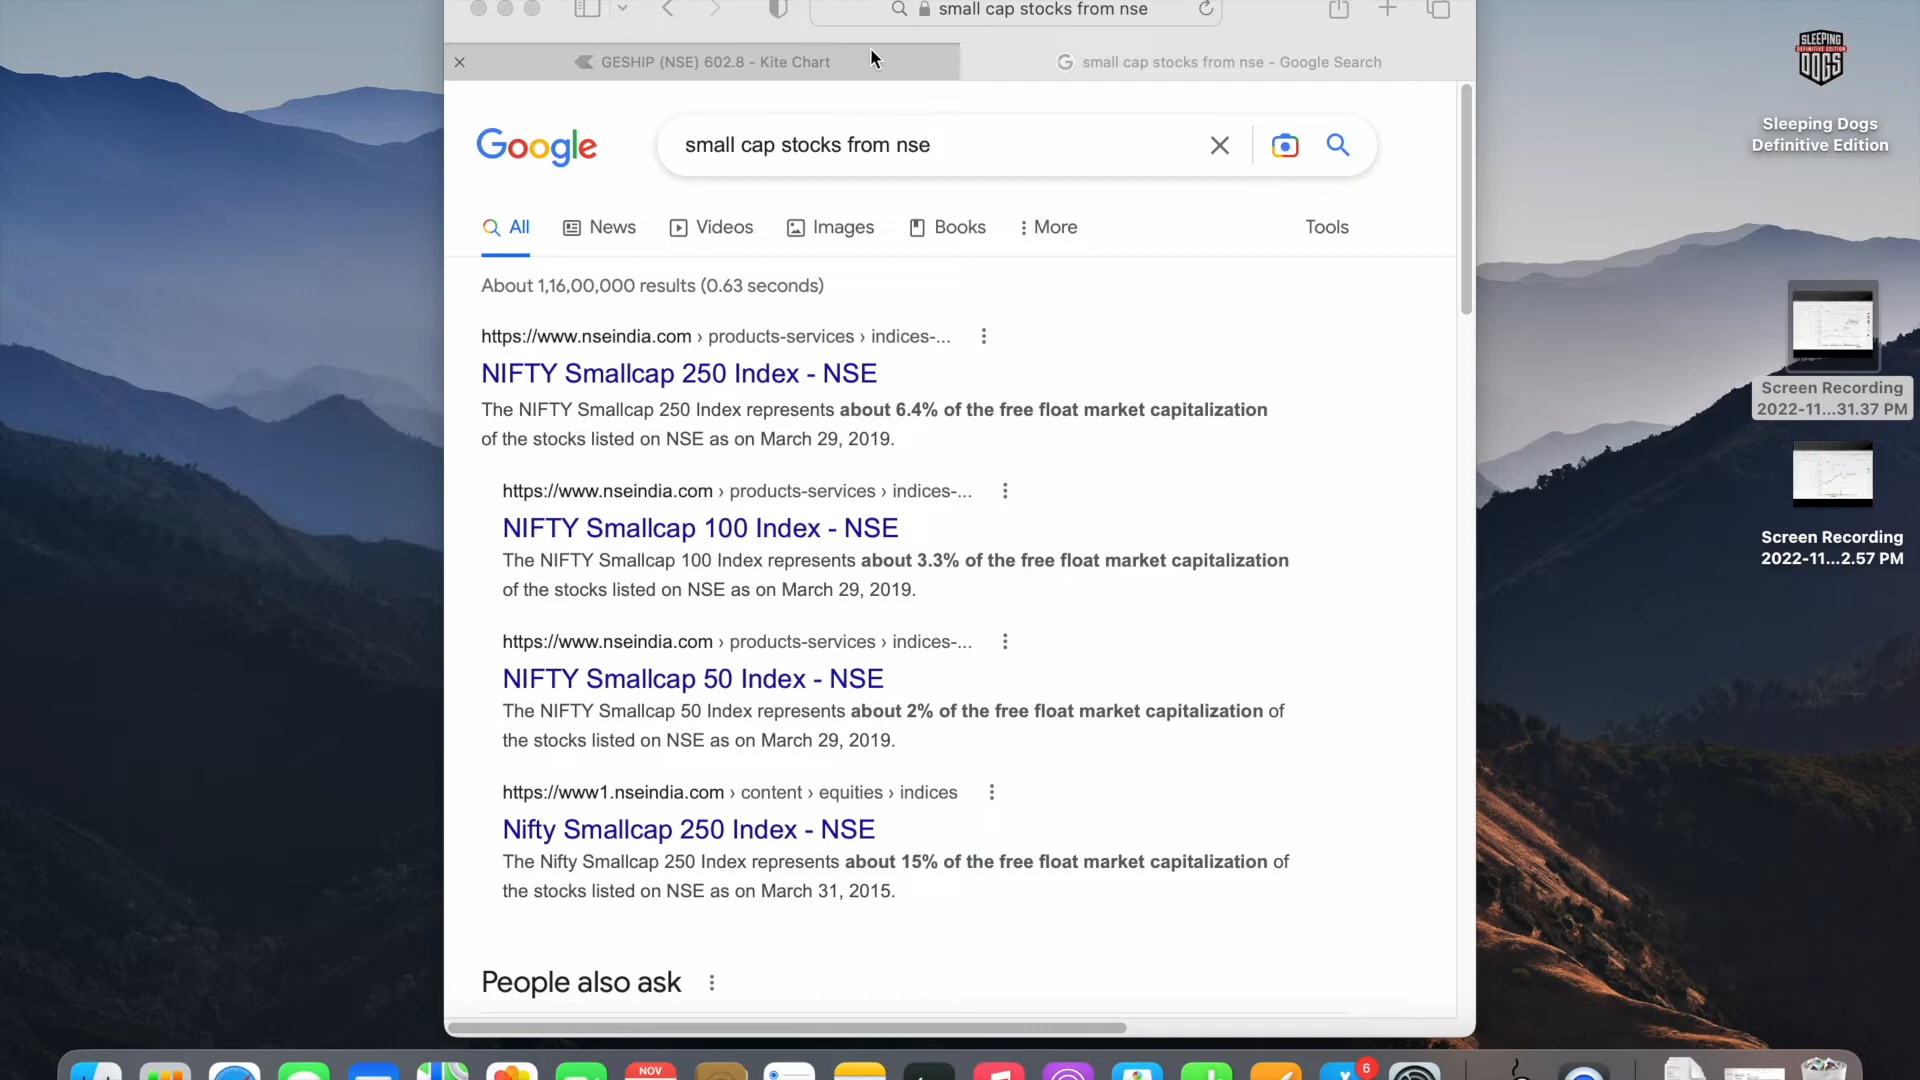 small cap stocks from nse
GESHIP (NSE) 602.8 - Kite Chart
small cap stocks from nse - Google Search
Google
small cap stocks from nse
All
News
Videos
Images
Books
More
Tools
About 1,16,00,000 results (0.63 seconds)
https://www.nseindia.com › products-services › indices-...
NIFTY Smallcap 250 Index - NSE
The NIFTY Smallcap 250 Index represents about 6.4% of the free float market capitalization
of the stocks listed on NSE as on March 29, 2019.
https://www.nseindia.com › products-services › indices-...
NIFTY Smallcap 100 Index - NSE
The NIFTY Smallcap 100 Index represents about 3.3% of the free float market capitalization
of the stocks listed on NSE as on March 29, 2019.
https://www.nseindia.com › products-services › indices-...
NIFTY Smallcap 50 Index - NSE
The NIFTY Smallcap 50 Index represents about 2% of the free float market capitalization of
the stocks listed on NSE as on March 29, 2019.
https://www1.nseindia.com › content › equities › indices
Nifty Smallcap 250 Index - NSE
The Nifty Smallcap 250 Index represents about 15% of the free float market capitalization of
the stocks listed on NSE as on March 31, 2015.
People also ask
SLEEPING
DEFINITIVE EDITION
DOGS
Sleeping Dogs
Definitive Edition
Screen Recording
2022-11...31.37 PM
Screen Recording
2022-11...2.57 PM
NOV
6